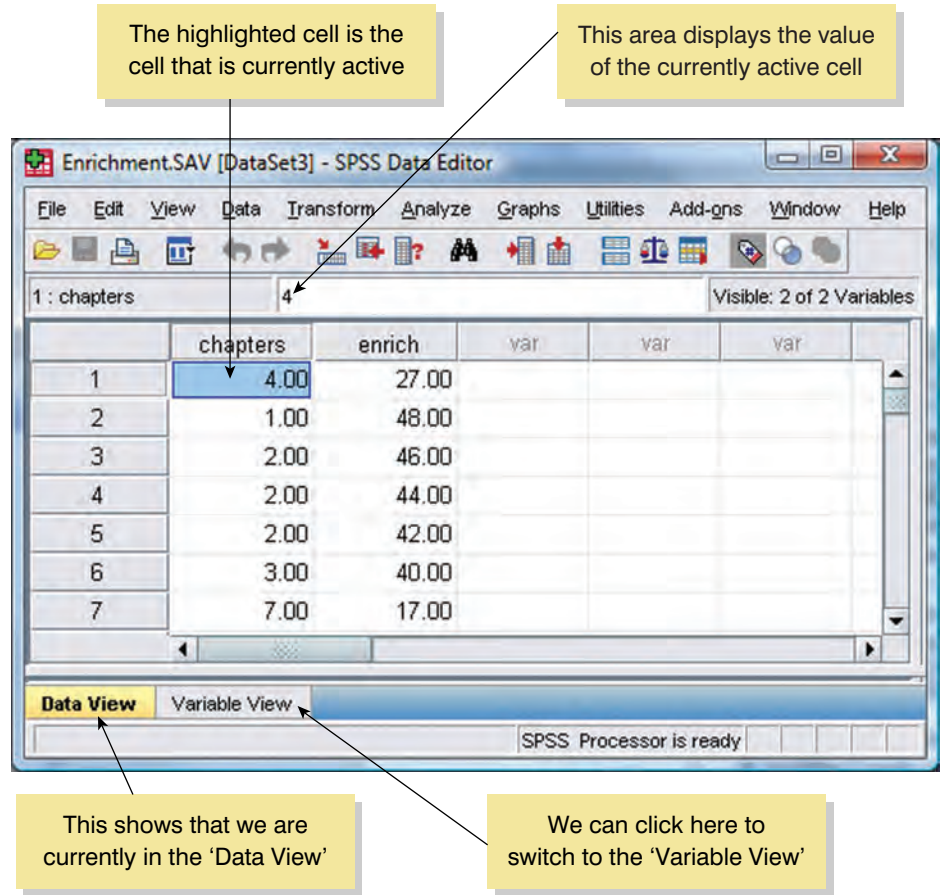 The highlighted cell is the
cell that is currently active
This area displays the value
of the currently active cell
Enrichment.SAV [DataSet3] - SPSS Data Editor
File Edit View Data Transform Analyze Graphs Utilities Add-ons Window Help
1 : chapters 4 Visible: 2 of 2 Variables
chapters enrich var var var
1 4.00 27.00
2 1.00 48.00
3 2.00 46.00
4 2.00 44.00
5 2.00 42.00
6 3.00 40.00
7 7.00 17.00
Data View Variable View
SPSS Processor is ready
This shows that we are
currently in the ‘Data View’
We can click here to
switch to the ‘Variable View’